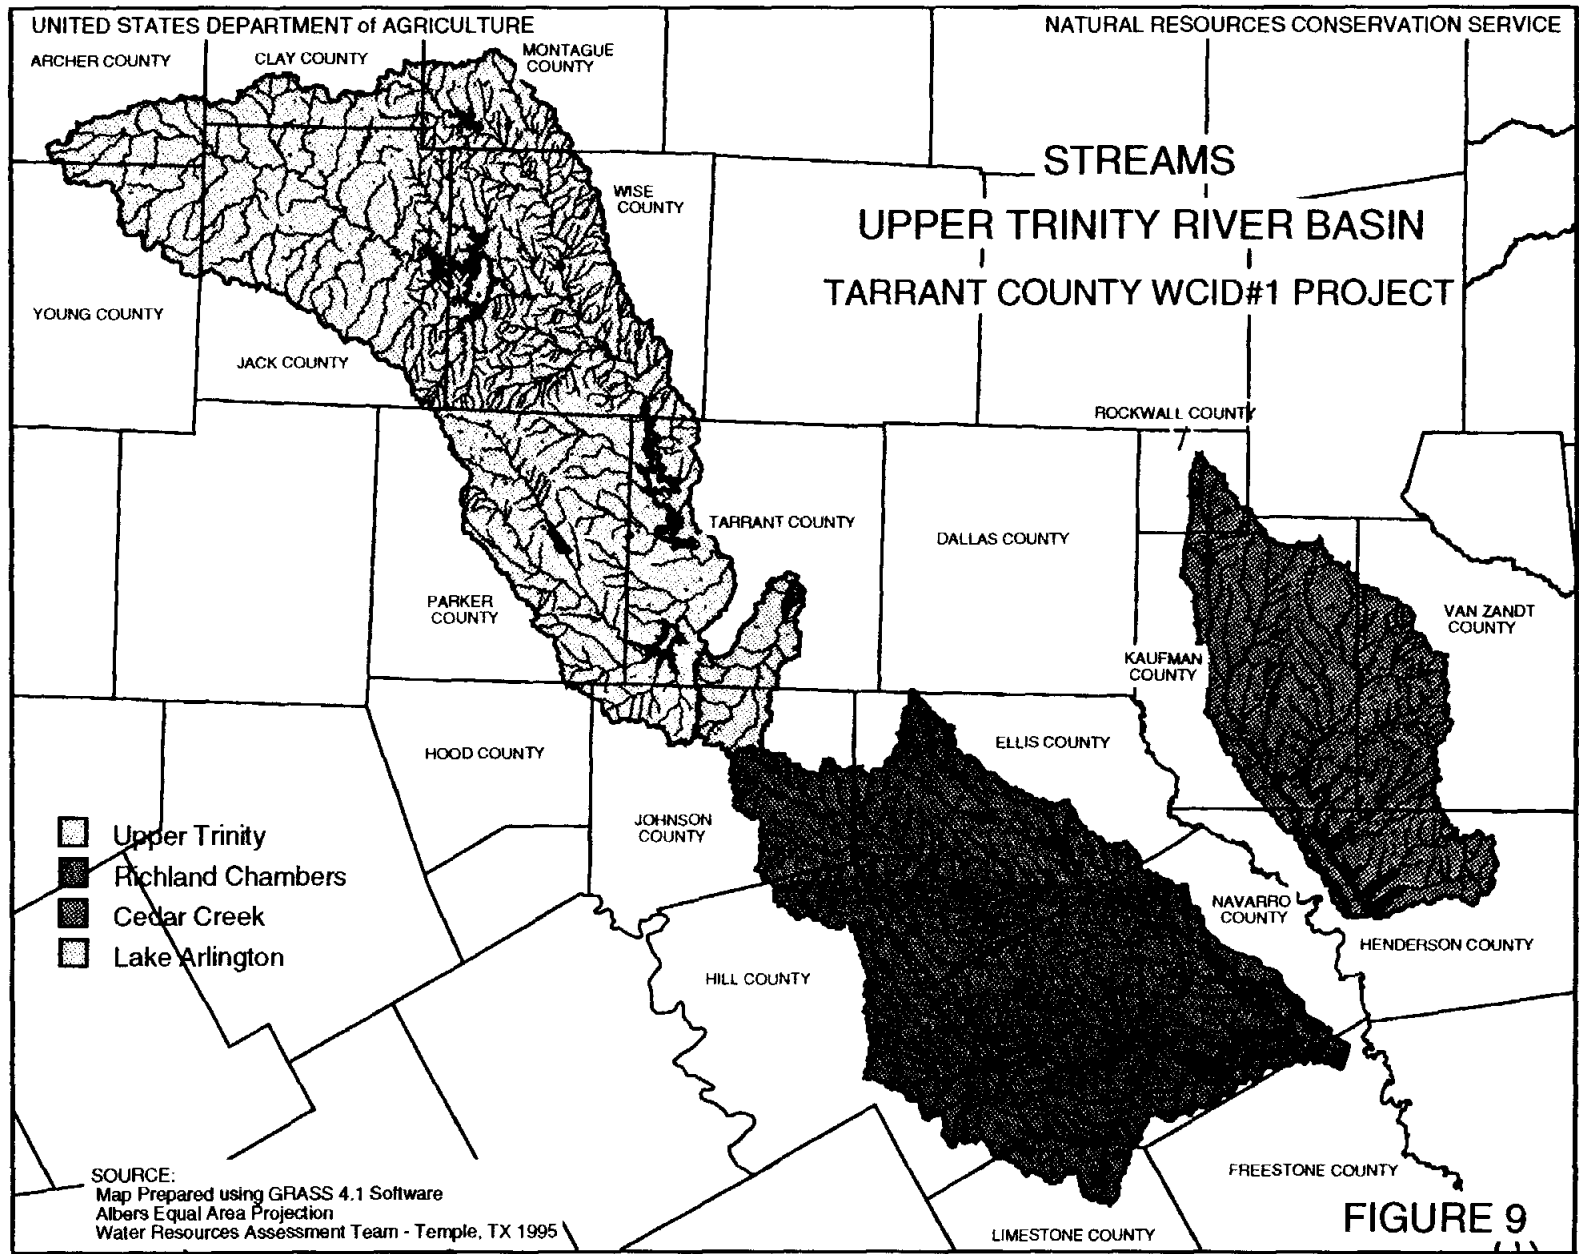 UNITED STATES DEPARTMENT of AGRICULTURE
NATURAL RESOURCES CONSERVATION SERVICE
ARCHER COUNTY
CLAY COUNTY
MONTAGUE
COUNTY
STREAMS
UPPER TRINITY RIVER BASIN
TARRANT COUNTY WCID#1 PROJECT
WISE
COUNTY
YOUNG COUNTY
JACK COUNTY
ROCKWALL COUNTY
TARRANT COUNTY
DALLAS COUNTY
PARKER
COUNTY
VAN ZANDT
COUNTY
KAUFMAN
COUNTY
HOOD COUNTY
ELLIS COUNTY
JOHNSON
COUNTY
Upper Trinity
Richland Chambers
Cedar Creek
Lake Arlington
NAVARRO
COUNTY
HENDERSON COUNTY
HILL COUNTY
FREESTONE COUNTY
LIMESTONE COUNTY
SOURCE:
Map Prepared using GRASS 4.1 Software
Albers Equal Area Projection
Water Resources Assessment Team - Temple, TX 1995
FIGURE 9